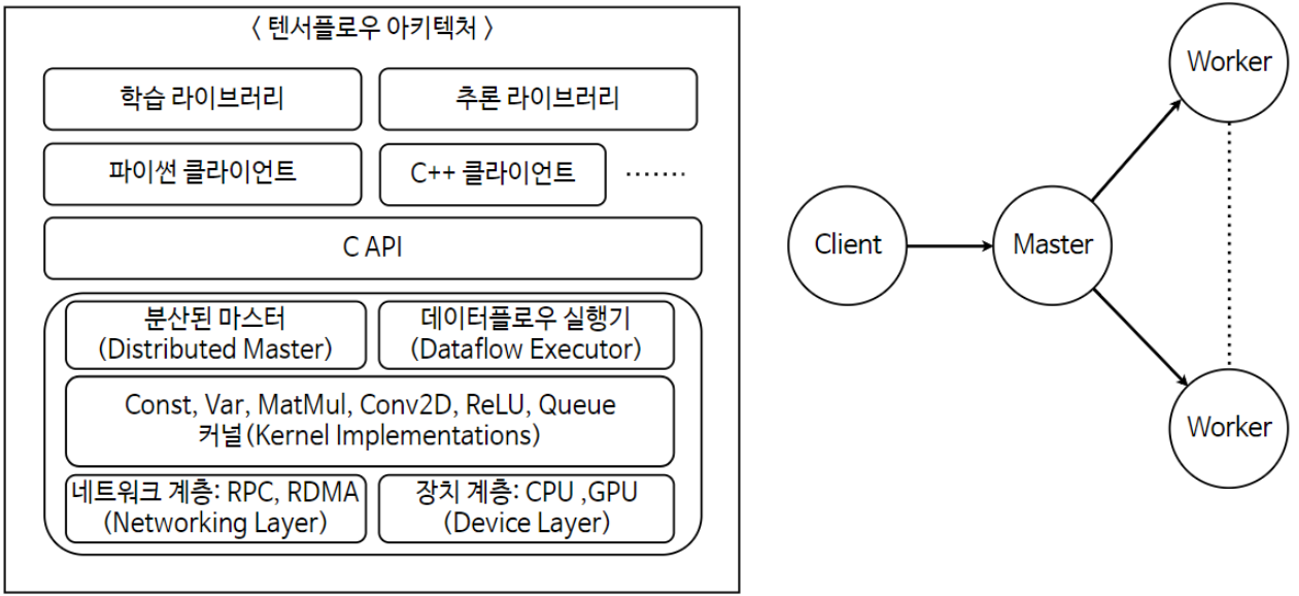 < 텐서플로우 아키텍처 >
학습 라이브러리
추론 라이브러리
파이썬 클라이언트
C++ 클라이언트
.......
C API
분산된 마스터
(Distributed Master)
데이터플로우 실행기
(Dataflow Executor)
Const, Var, MatMul, Conv2D, ReLU, Queue
커널(Kernel Implementations)
네트워크 계층: RPC, RDMA
(Networking Layer)
장치 계층: CPU ,GPU
(Device Layer)
Client
Master
Worker
Worker